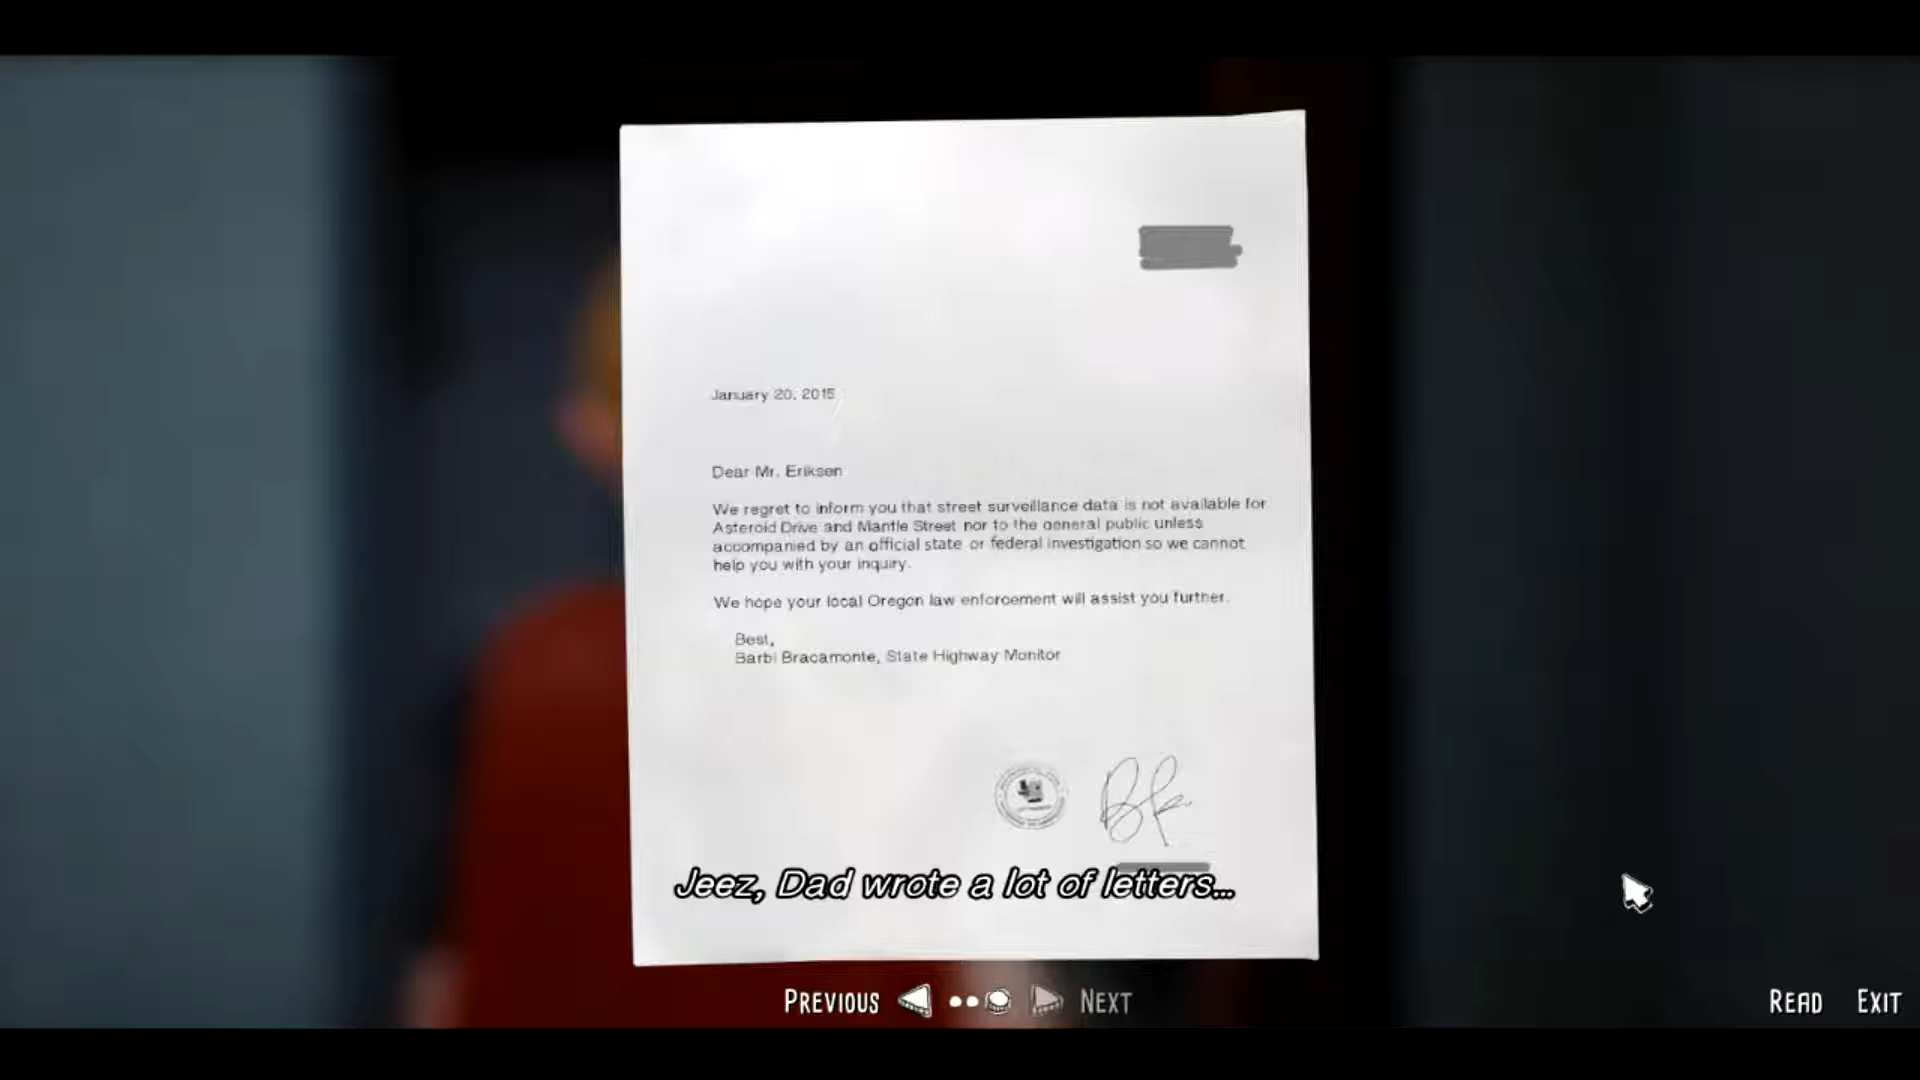 January 20, 2015
Dear Mr. Eriksen
We regret to inform you that street surveillance data is not available for
Asteroid Drive and Mantle Street nor to the general public unless
accompanied by an official state or federal investigation so we cannot
help you with your inquiry.
We hope your local Oregon law enforcement will assist you further.
Best,
Barbi Bracamonte, State Highway Monitor
Jeez, Dad wrote a lot of letters...
PREVIOUS
NEXT
READ
EXIT